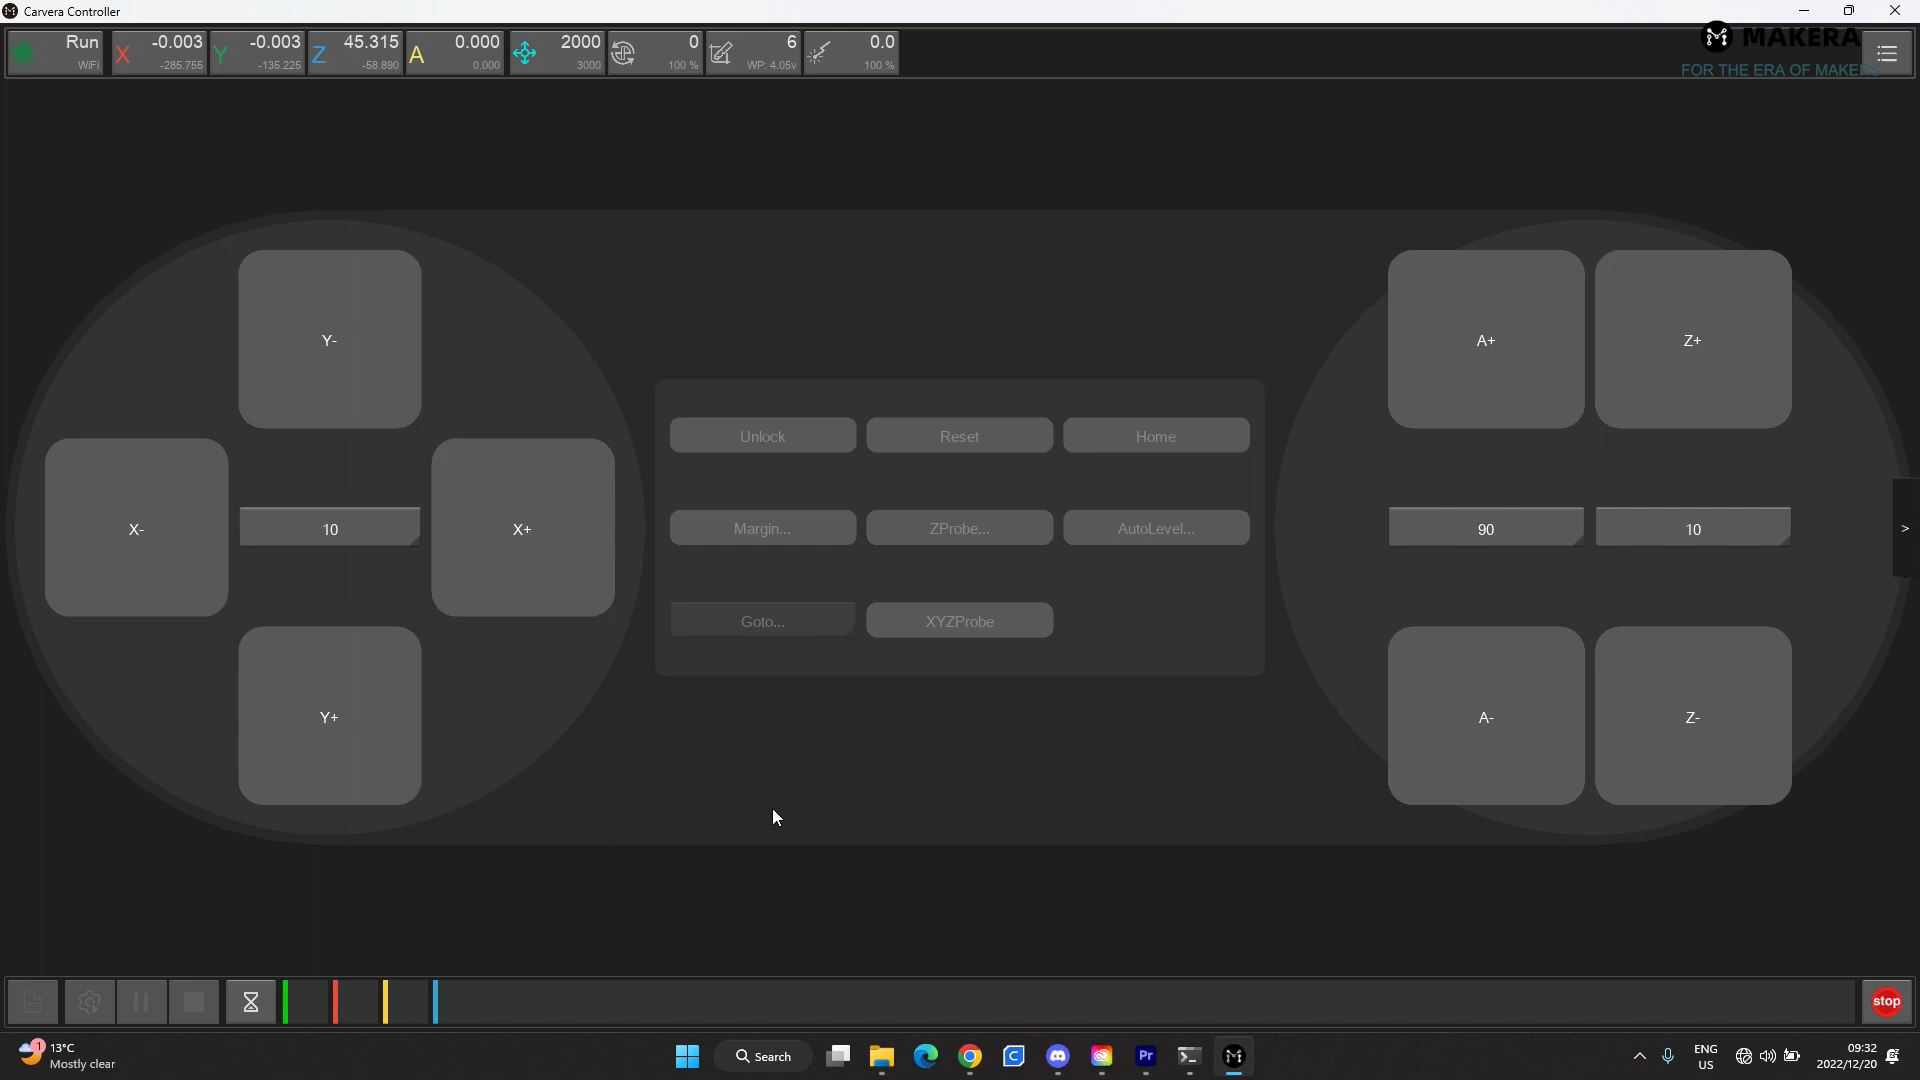 Carvera Controller
Run
WiFi
X
-0.003
-285.755
Y
-0.003
-135.225
Z
45.315
-58.890
A
0.000
0.000
2000
3000
0
100 %
6
WP: 4.05v
0.0
100 %
MAKERA
FOR THE ERA OF MAKERS
Y-
X-
10
X+
Y+
Unlock
Reset
Home
Margin...
ZProbe...
AutoLevel...
Goto...
XYZProbe
A+
Z+
90
10
>
A-
Z-
stop
1
13°C
Mostly clear
Search
Pr
ENG
US
09:32
2022/12/20